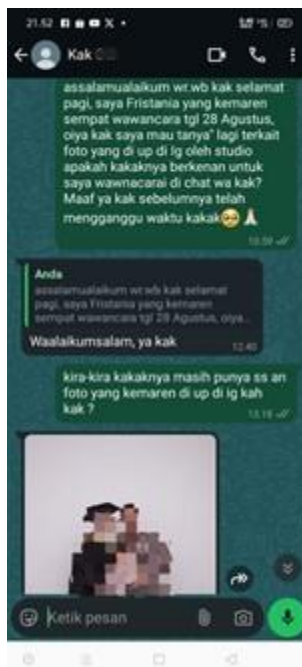 21.52
Kak
assalamualaikum wr.wb kak selamat
pagi, saya Fristania yang kemaren
sempat wawancara tgl 28 Agustus,
oiya kak saya mau tanya" lagi terkait
foto yang di up di Ig oleh studio
apakah kakaknya berkenan untuk
saya wawnacarai di chat wa kak?
Maaf ya kak sebelumnya telah
mengganggu waktu kakak🥺🙏
Anda
assalamualaikum wr.wb kak selamat
pagi, saya Fristania yang kemaren
sempat wawancara tgl 28 Agustus, oiya...
Waalaikumsalam, ya kak
12.40
kira-kira kakaknya masih punya ss an
foto yang kemaren di up di ig kah
kak ?
13.18
Ketik pesan